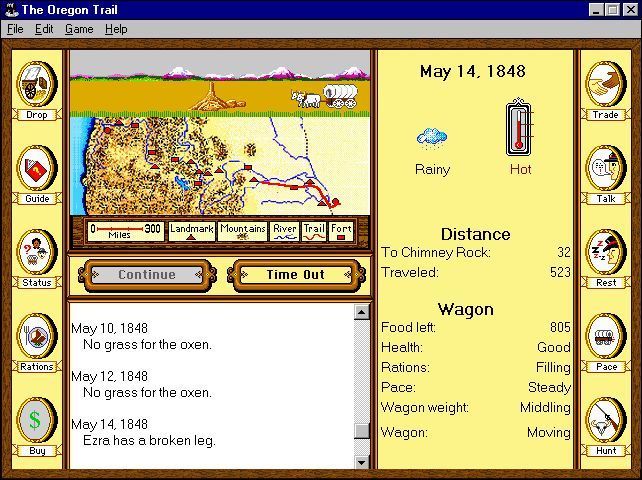 The Oregon Trail
File Edit Game Help
Drop
Guide
Status
Rations
$
Buy
0 300
Miles
Landmark Mountains River Trail Fort
Continue Time Out
May 10, 1848
No grass for the oxen.
May 12, 1848
No grass for the oxen.
May 14, 1848
Ezra has a broken leg.
May 14, 1848
Rainy Hot
Distance
To Chimney Rock: 32
Traveled: 523
Wagon
Food left: 805
Health: Good
Rations: Filling
Pace: Steady
Wagon weight: Middling
Wagon: Moving
Trade
Talk
Rest
Pace
Hunt